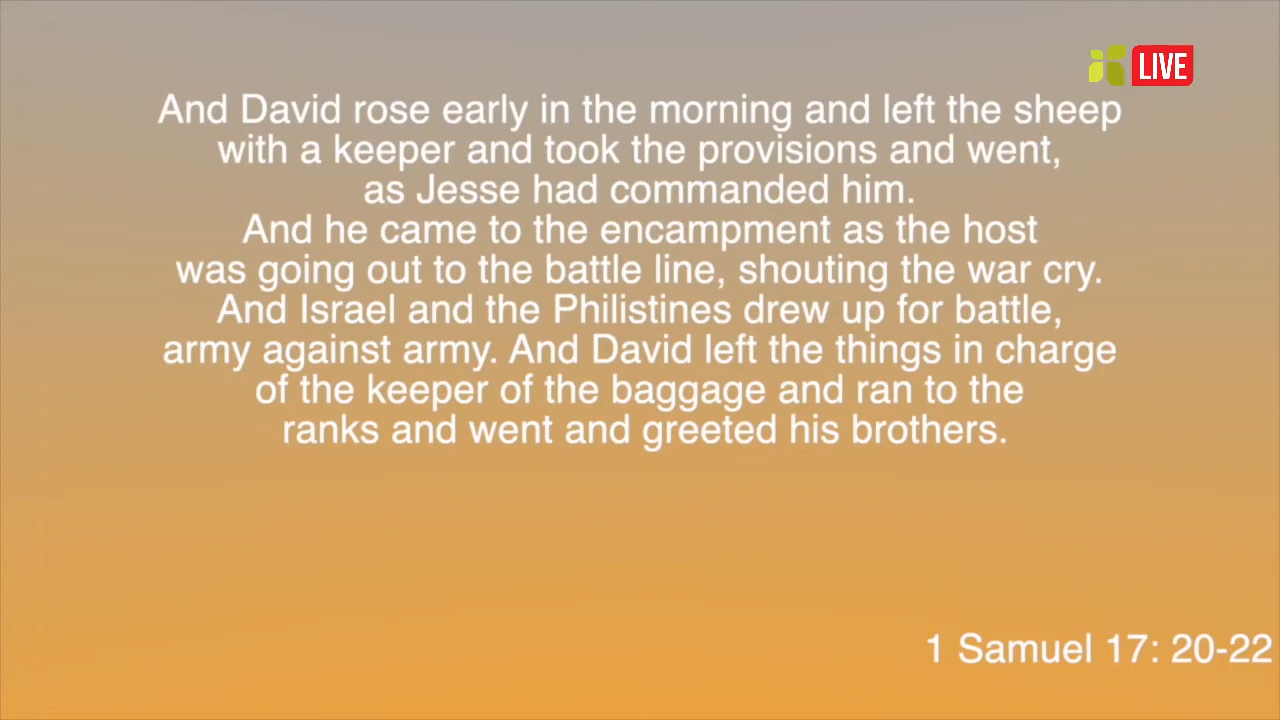 LIVE
And David rose early in the morning and left the sheep
with a keeper and took the provisions and went,
as Jesse had commanded him.
And he came to the encampment as the host
was going out to the battle line, shouting the war cry.
And Israel and the Philistines drew up for battle,
army against army. And David left the things in charge
of the keeper of the baggage and ran to the
ranks and went and greeted his brothers.
1 Samuel 17: 20-22